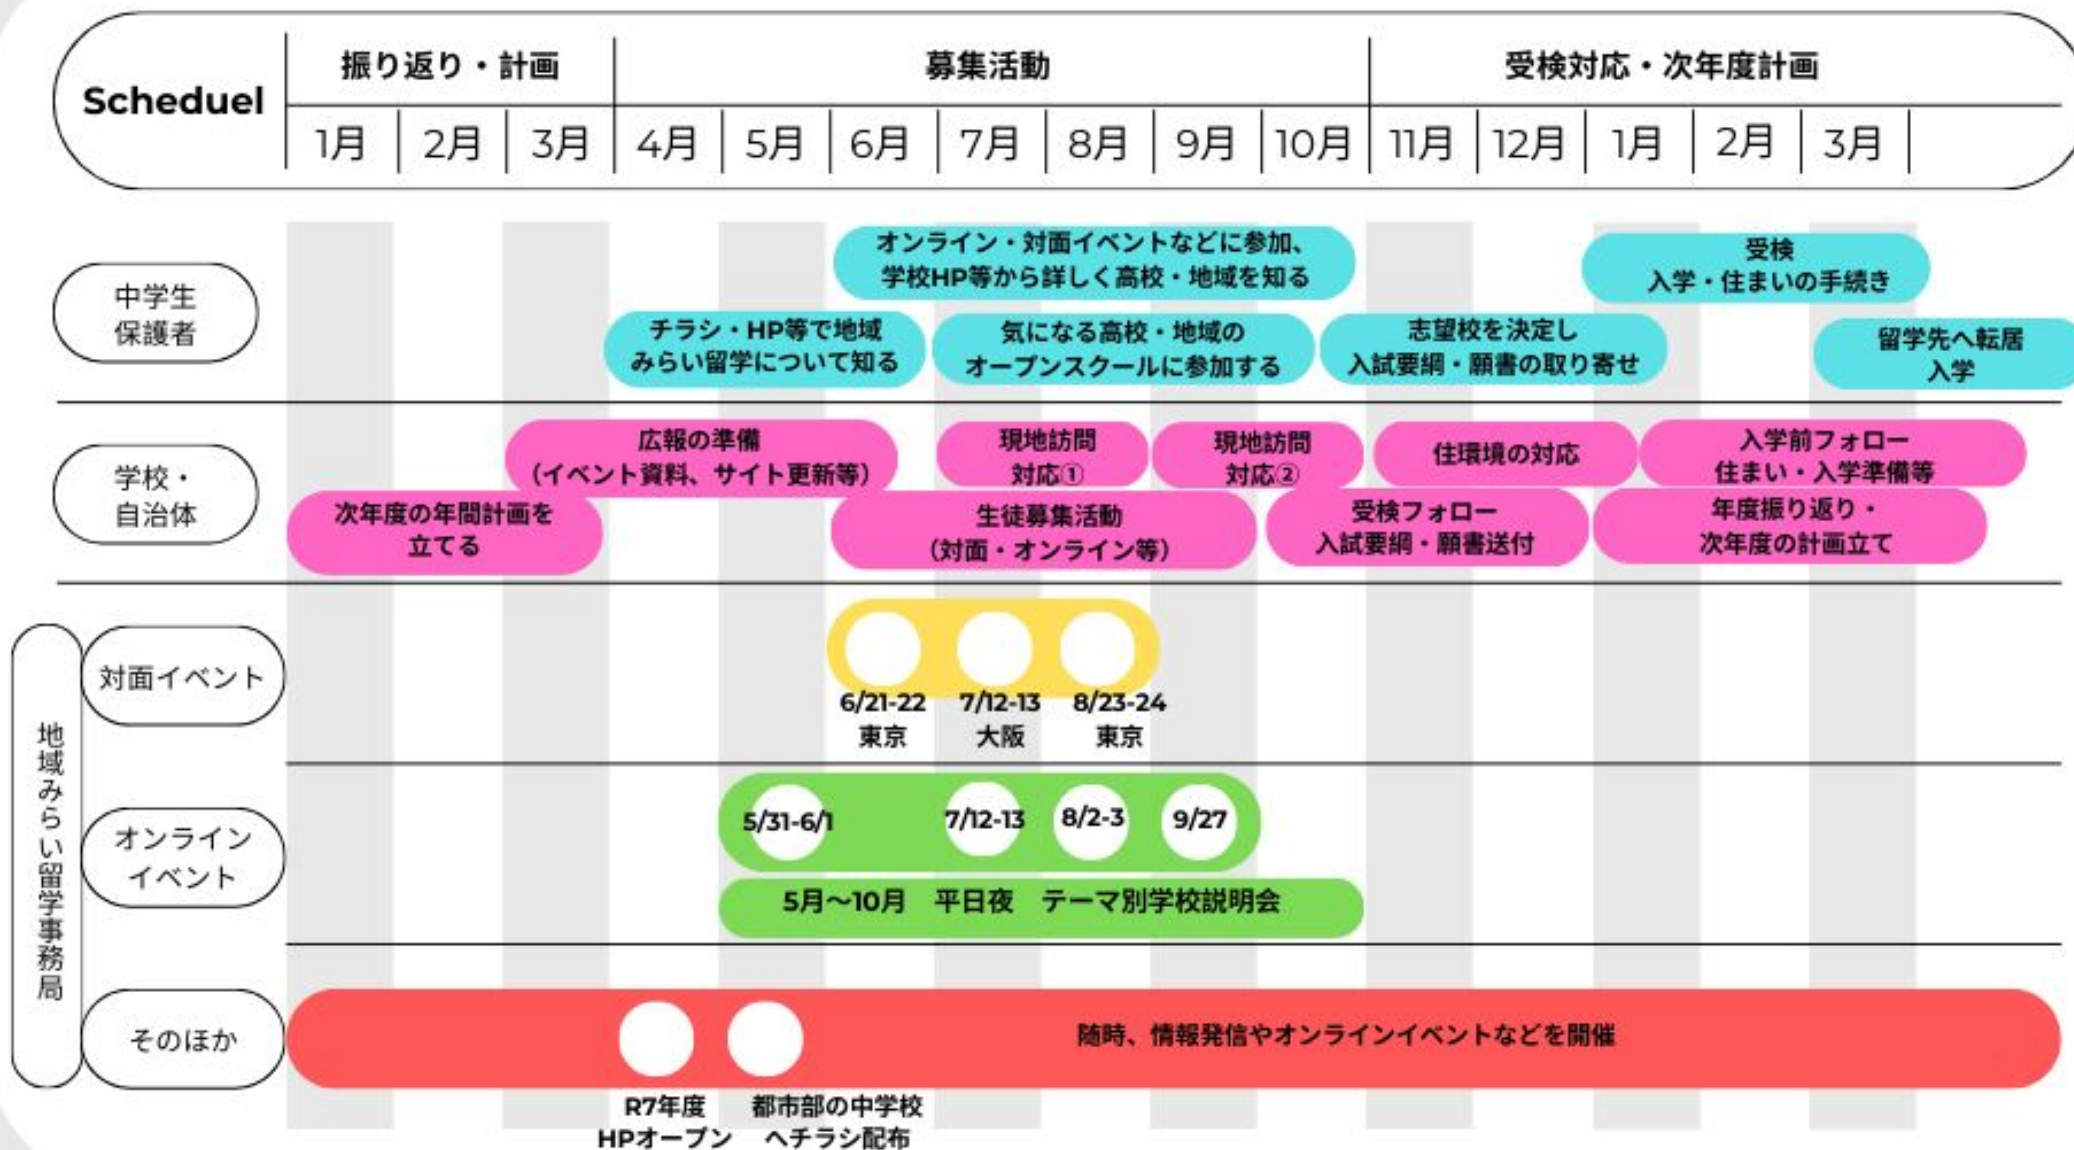 Scheduel
振り返り・計画
募集活動
受検対応・次年度計画
1月
2月
3月
4月
5月
6月
7月
8月
9月
10月
11月
12月
1月
2月
3月
中学生
保護者
オンライン・対面イベントなどに参加、
学校HP等から詳しく高校・地域を知る
受検
入学・住まいの手続き
チラシ・HP等で地域
みらい留学について知る
気になる高校・地域の
オープンスクールに参加する
志望校を決定し
入試要綱・願書の取り寄せ
留学先へ転居
入学
学校・
自治体
広報の準備
（イベント資料、サイト更新等）
現地訪問
対応①
現地訪問
対応②
住環境の対応
入学前フォロー
住まい・入学準備等
次年度の年間計画を
立てる
生徒募集活動
（対面・オンライン等）
受検フォロー
入試要綱・願書送付
年度振り返り・
次年度の計画立て
地域みらい留学事務局
対面イベント
6/21-22
東京
7/12-13
大阪
8/23-24
東京
オンライン
イベント
5/31-6/1
7/12-13
8/2-3
9/27
5月〜10月　平日夜　テーマ別学校説明会
そのほか
随時、情報発信やオンラインイベントなどを開催
R7年度
HPオープン
都市部の中学校
へチラシ配布